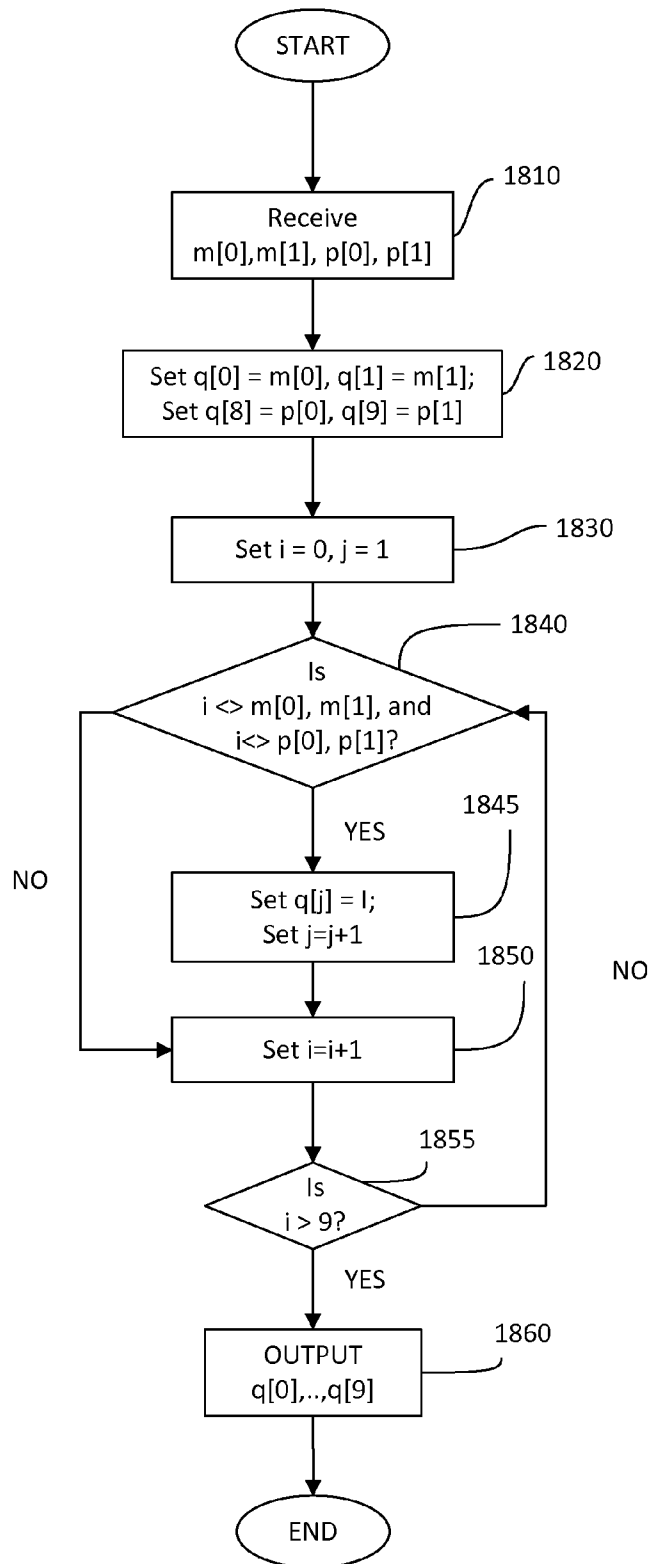 START
1810
Receive
m[0],m[1], p[0], p[1]
1820
Set q[0] = m[0], q[1] = m[1];
Set q[8] = p[0], q[9] = p[1]
1830
Set i = 0, j = 1
1840
Is
i <> m[0], m[1], and
i<> p[0], p[1]?
1845
YES
NO
Set q[j] = I;
Set j=j+1
1850
NO
Set i=i+1
1855
Is
i > 9?
YES
1860
OUTPUT
q[0],..,q[9]
END